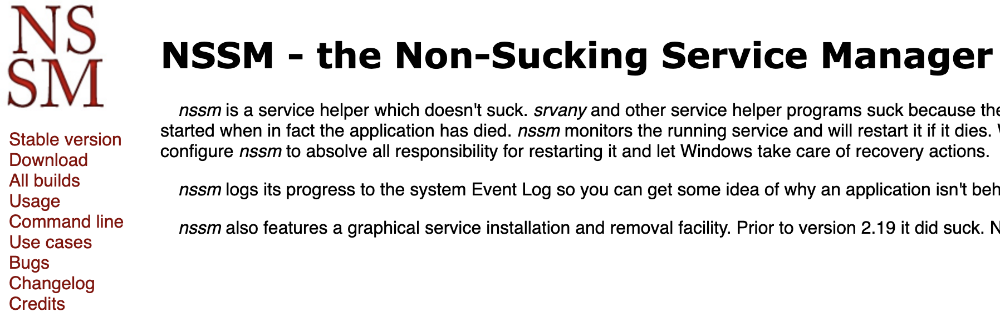 NS
SM
Stable version
Download
All builds
Usage
Command line
Use cases
Bugs
Changelog
Credits
NSSM - the Non-Sucking Service Manager
nssm is a service helper which doesn't suck. srvany and other service helper programs suck because
started when in fact the application has died. nssm monitors the running service and will restart it if it dies.
configure nssm to absolve all responsibility for restarting it and let Windows take care of recovery actions.
nssm logs its progress to the system Event Log so you can get some idea of why an application isn't
nssm also features a graphical service installation and removal facility. Prior to version 2.19 it did suck.